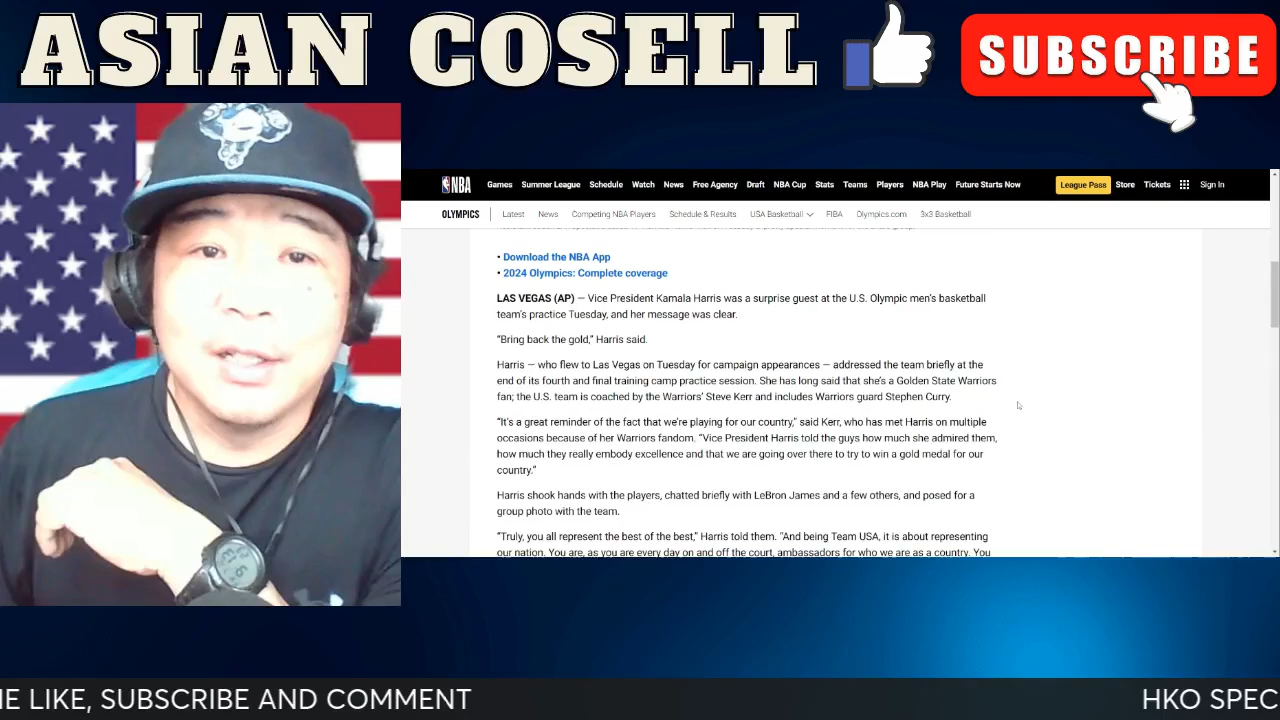 ASIAN COSELL
SUBSCRIBE
NBA
Games Summer League Schedule Watch News Free Agency Draft NBA Cup Stats Teams Players NBA Play Future Starts Now League Pass Store Tickets Sign In
OLYMPICS Latest News Competing NBA Players Schedule & Results USA Basketball FIBA Olympics.com 3x3 Basketball
• Download the NBA App
• 2024 Olympics: Complete coverage
LAS VEGAS (AP) — Vice President Kamala Harris was a surprise guest at the U.S. Olympic men's basketball
team's practice Tuesday, and her message was clear.
“Bring back the gold,” Harris said.
Harris — who flew to Las Vegas on Tuesday for campaign appearances — addressed the team briefly at the
end of its fourth and final training camp practice session. She has long said that she's a Golden State Warriors
fan; the U.S. team is coached by the Warriors' Steve Kerr and includes Warriors guard Stephen Curry.
“It's a great reminder of the fact that we're playing for our country,” said Kerr, who has met Harris on multiple
occasions because of her Warriors fandom. “Vice President Harris told the guys how much she admired them,
how much they really embody excellence and that we are going over there to try to win a gold medal for our
country.”
Harris shook hands with the players, chatted briefly with LeBron James and a few others, and posed for a
group photo with the team.
“Truly, you all represent the best of the best,” Harris told them. “And being Team USA, it is about representing
our nation. You are, as you are every day on and off the court, ambassadors for who we are as a country. You
HE LIKE, SUBSCRIBE AND COMMENT
HKO SPEC